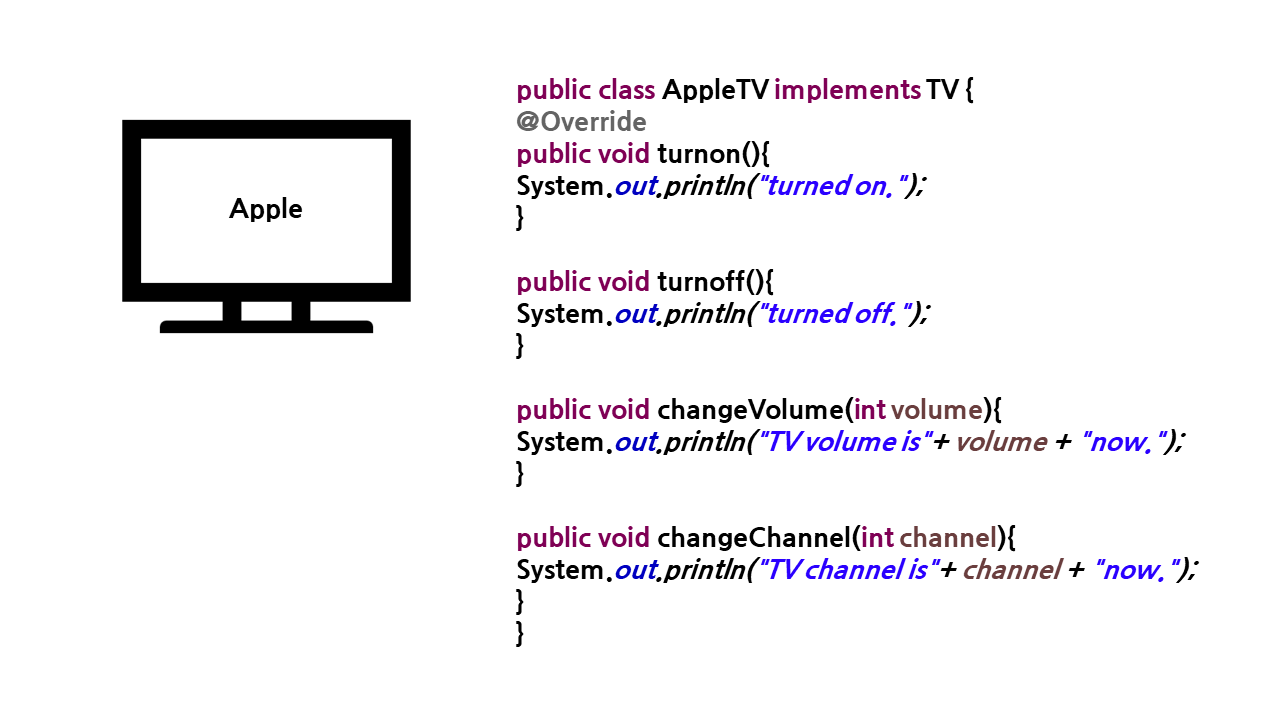 Apple
public class AppleTV implements TV {
@Override
public void turnon(){
System.out.println("turned on.");
}
public void turnoff(){
System.out.println("turned off.");
}
public void changeVolume(int volume){
System.out.println("TV volume is"+ volume + "now.");
}
public void changeChannel(int channel){
System.out.println("TV channel is"+ channel + "now.");
}
}